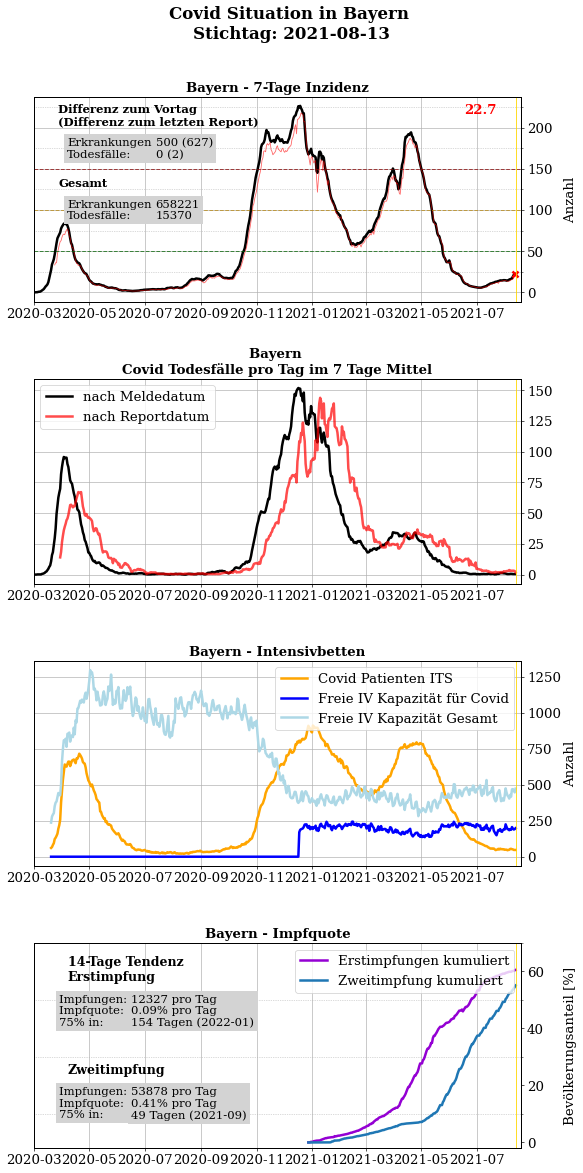 Covid Situation in Bayern
Stichtag: 2021-08-13
Bayern - 7-Tage Inzidenz
Differenz zum Vortag
(Differenz zum letzten Report)
22.7
Erkrankungen 500 (627)
Todesfälle: 0 (2)
Gesamt
Erkrankungen 658221
Todesfälle: 15370
200
150
100
50
0
Anzahl
2020-03 2020-05 2020-07 2020-09 2020-11 2021-01 2021-03 2021-05 2021-07
Bayern
Covid Todesfälle pro Tag im 7 Tage Mittel
nach Meldedatum
nach Reportdatum
150
125
100
75
50
25
0
2020-03 2020-05 2020-07 2020-09 2020-11 2021-01 2021-03 2021-05 2021-07
Bayern - Intensivbetten
Covid Patienten ITS
Freie IV Kapazität für Covid
Freie IV Kapazität Gesamt
1250
1000
750
500
250
0
Anzahl
2020-03 2020-05 2020-07 2020-09 2020-11 2021-01 2021-03 2021-05 2021-07
Bayern - Impfquote
14-Tage Tendenz
Erstimpfung
Impfungen: 12327 pro Tag
Impfquote: 0.09% pro Tag
75% in: 154 Tagen (2022-01)
Zweitimpfung
Impfungen: 53878 pro Tag
Impfquote: 0.41% pro Tag
75% in: 49 Tagen (2021-09)
Erstimpfungen kumuliert
Zweitimpfung kumuliert
60
40
20
0
Bevölkerungsanteil [%]
2020-03 2020-05 2020-07 2020-09 2020-11 2021-01 2021-03 2021-05 2021-07